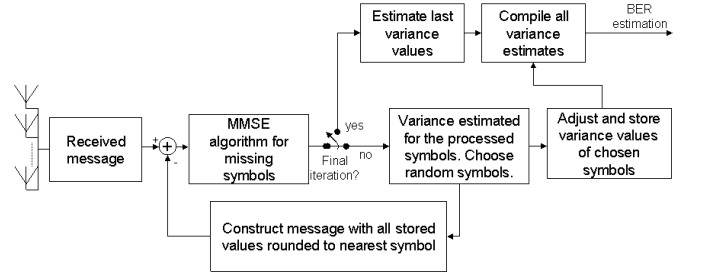 Estimate last
variance
values
Compile all
variance
estimates
BER
estimation
Received
message
+
-
MMSE
algorithm for
missing
symbols
yes
no
Final
iteration?
Variance estimated
for the processed
symbols. Choose
random symbols.
Adjust and store
variance values
of chosen
symbols
Construct message with all stored
values rounded to nearest symbol